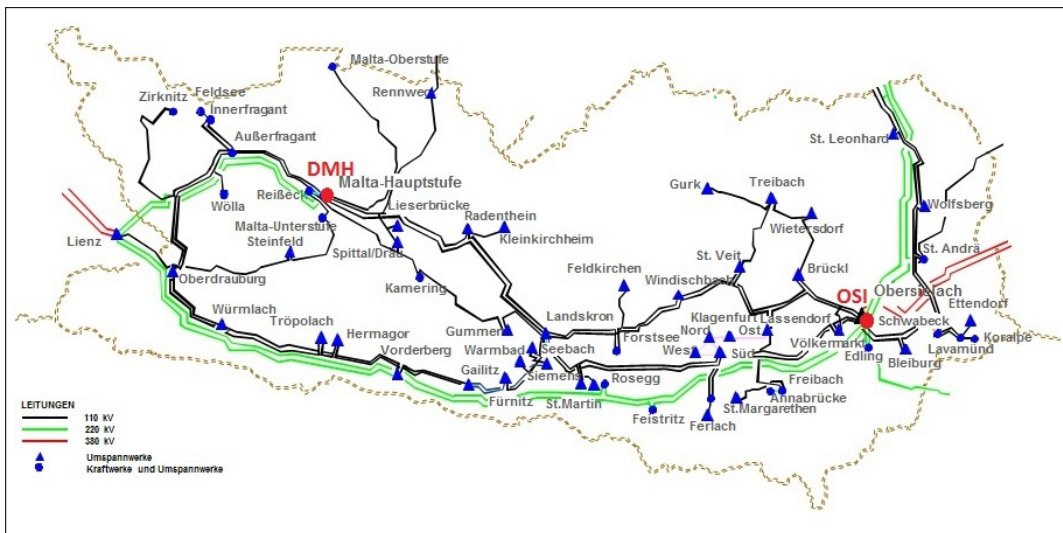 Malta-Oberstufe
Rennweg
Zirknitz
Feldsee
Innerfragant
Außerfragant
St. Leonhard
DMH
Malta-Hauptstufe
Reißeck
Lieserbrücke
Gurk
Treibach
Wölla
Malta-Unterstufe
Radenthein
Wietersdorf
Wolfsberg
Lienz
Steinfeld
Spittal/Drau
Kleinkirchheim
St. Veit
St. Andrä
Oberdrauburg
Kamering
Feldkirchen
Windischbach
Brückl
OSI
Obersielach
Ettendorf
Würmlach
Tröpolach
Hermagor
Gummern
Landskron
Forstsee
Klagenfurt
Lassendorf
Schwabeck
Nord
Ost
Völkermarkt
Lavamünd
Koralpe
Vorderberg
Warmbad
Seebach
West
Süd
Edling
Bleiburg
Gailitz
Siemens
Rosegg
Freibach
Fürnitz
St.Martin
Annabrücke
St.Margarethen
Feistritz
Ferlach
LEITUNGEN
110 kV
220 kV
380 kV
Umspannwerke
Kraftwerke und Umspannwerke